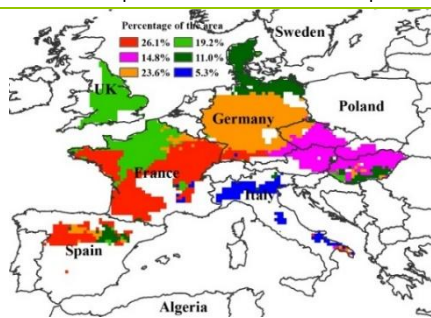 Percentage of the area
26.1% 19.2%
14.8% 11.0%
23.6% 5.3%
Sweden
UK
Poland
Germany
France
Italy
Spain
Algeria